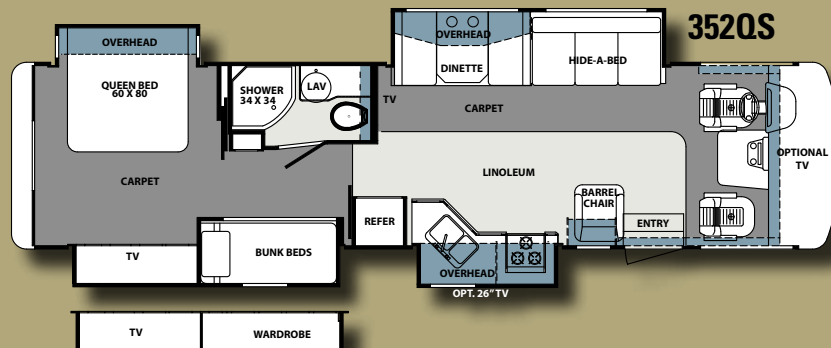 352QS
OVERHEAD
QUEEN BED
60 X 80
CARPET
SHOWER
34 X 34
LAV
OVERHEAD
DINETTE
HIDE-A-BED
TV
CARPET
LINOLEUM
OPTIONAL
TV
BARREL
CHAIR
ENTRY
REFER
OVERHEAD
OPT. 26" TV
TV
BUNK BEDS
TV
WARDROBE